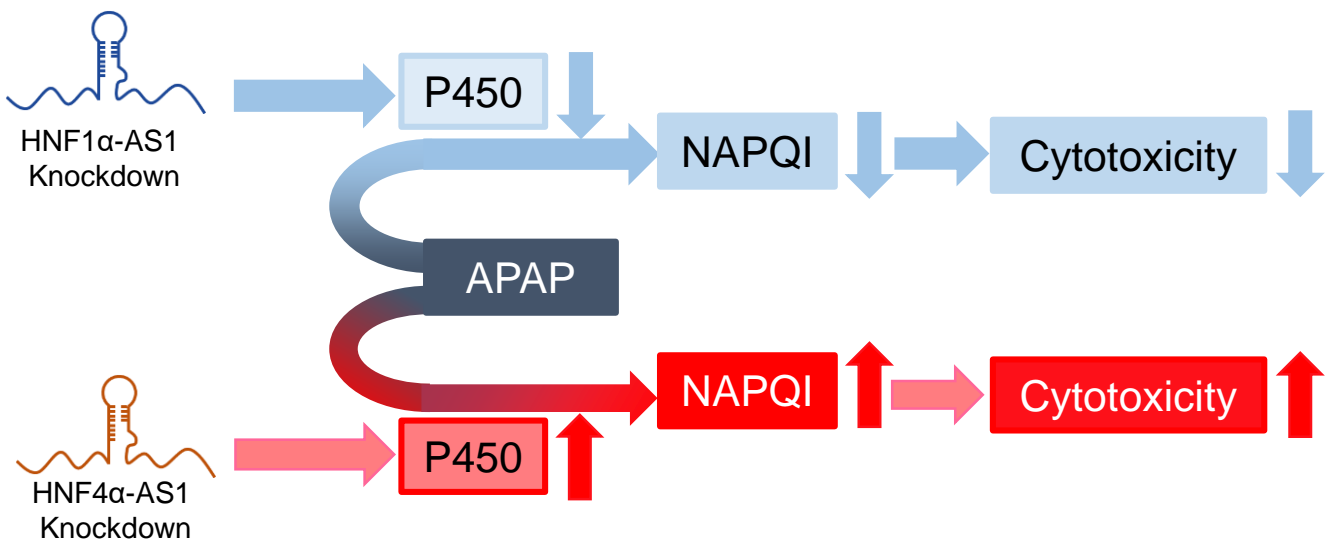 HNF1α-AS1
Knockdown
P450
NAPQI
Cytotoxicity
APAP
NAPQI
Cytotoxicity
P450
HNF4α-AS1
Knockdown